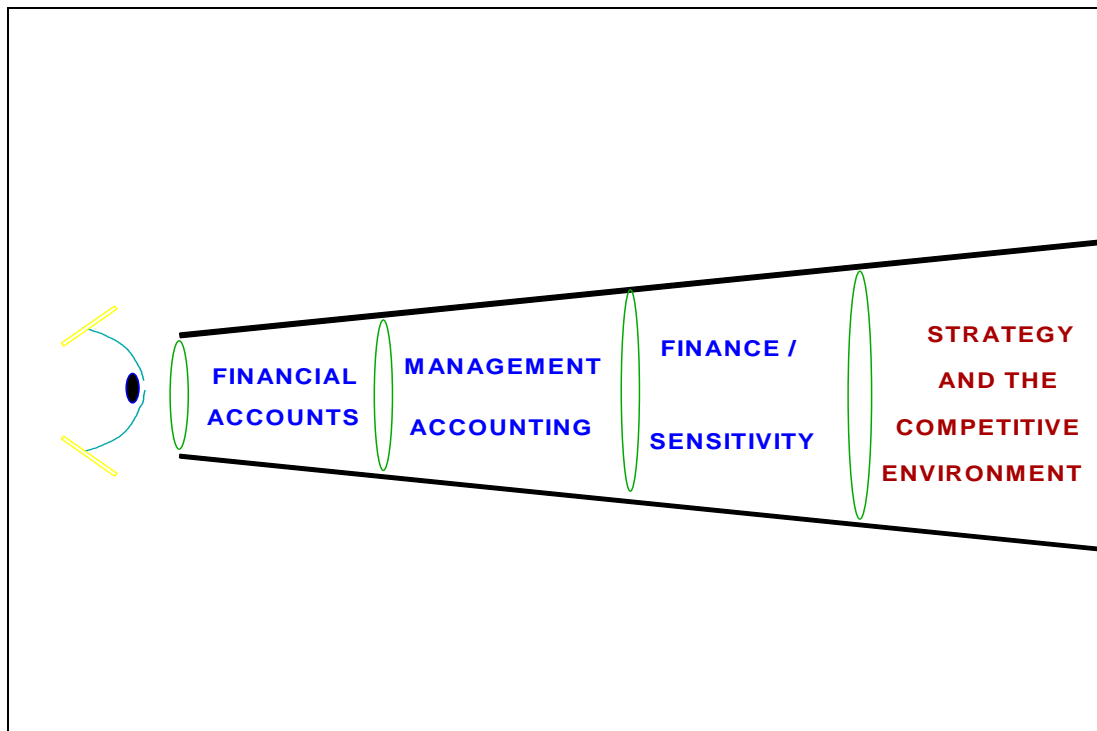 FINANCIAL
ACCOUNTS
MANAGEMENT
ACCOUNTING
FINANCE /
SENSITIVITY
STRATEGY
AND THE
COMPETITIVE
ENVIRONMENT